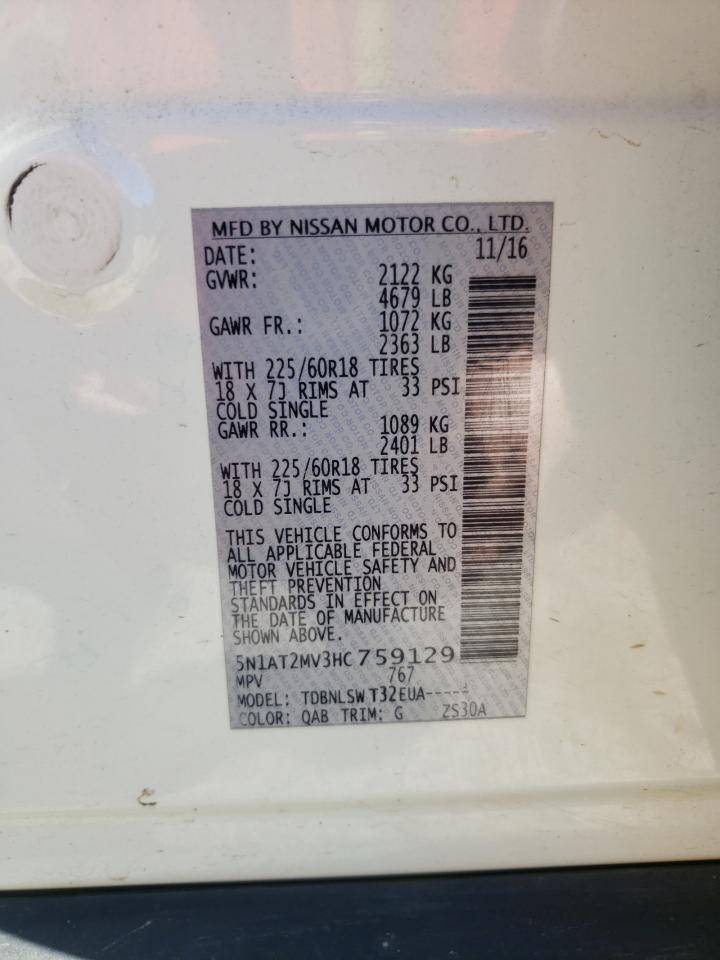 MFD BY NISSAN MOTOR CO., LTD.
DATE: 11/16
GVWR: 2122 KG
4679 LB
GAWR FR.: 1072 KG
2363 LB
WITH 225/60R18 TIRES
18 X 7J RIMS AT 33 PSI
COLD SINGLE
GAWR RR.: 1089 KG
2401 LB
WITH 225/60R18 TIRES
18 X 7J RIMS AT 33 PSI
COLD SINGLE
THIS VEHICLE CONFORMS TO
ALL APPLICABLE FEDERAL
MOTOR VEHICLE SAFETY AND
THEFT PREVENTION
STANDARDS IN EFFECT ON
THE DATE OF MANUFACTURE
SHOWN ABOVE.
5N1AT2MV3HC759129
MPV 767
MODEL: TDBNLSW T32EUA-----
COLOR: QAB TRIM: G ZS30A